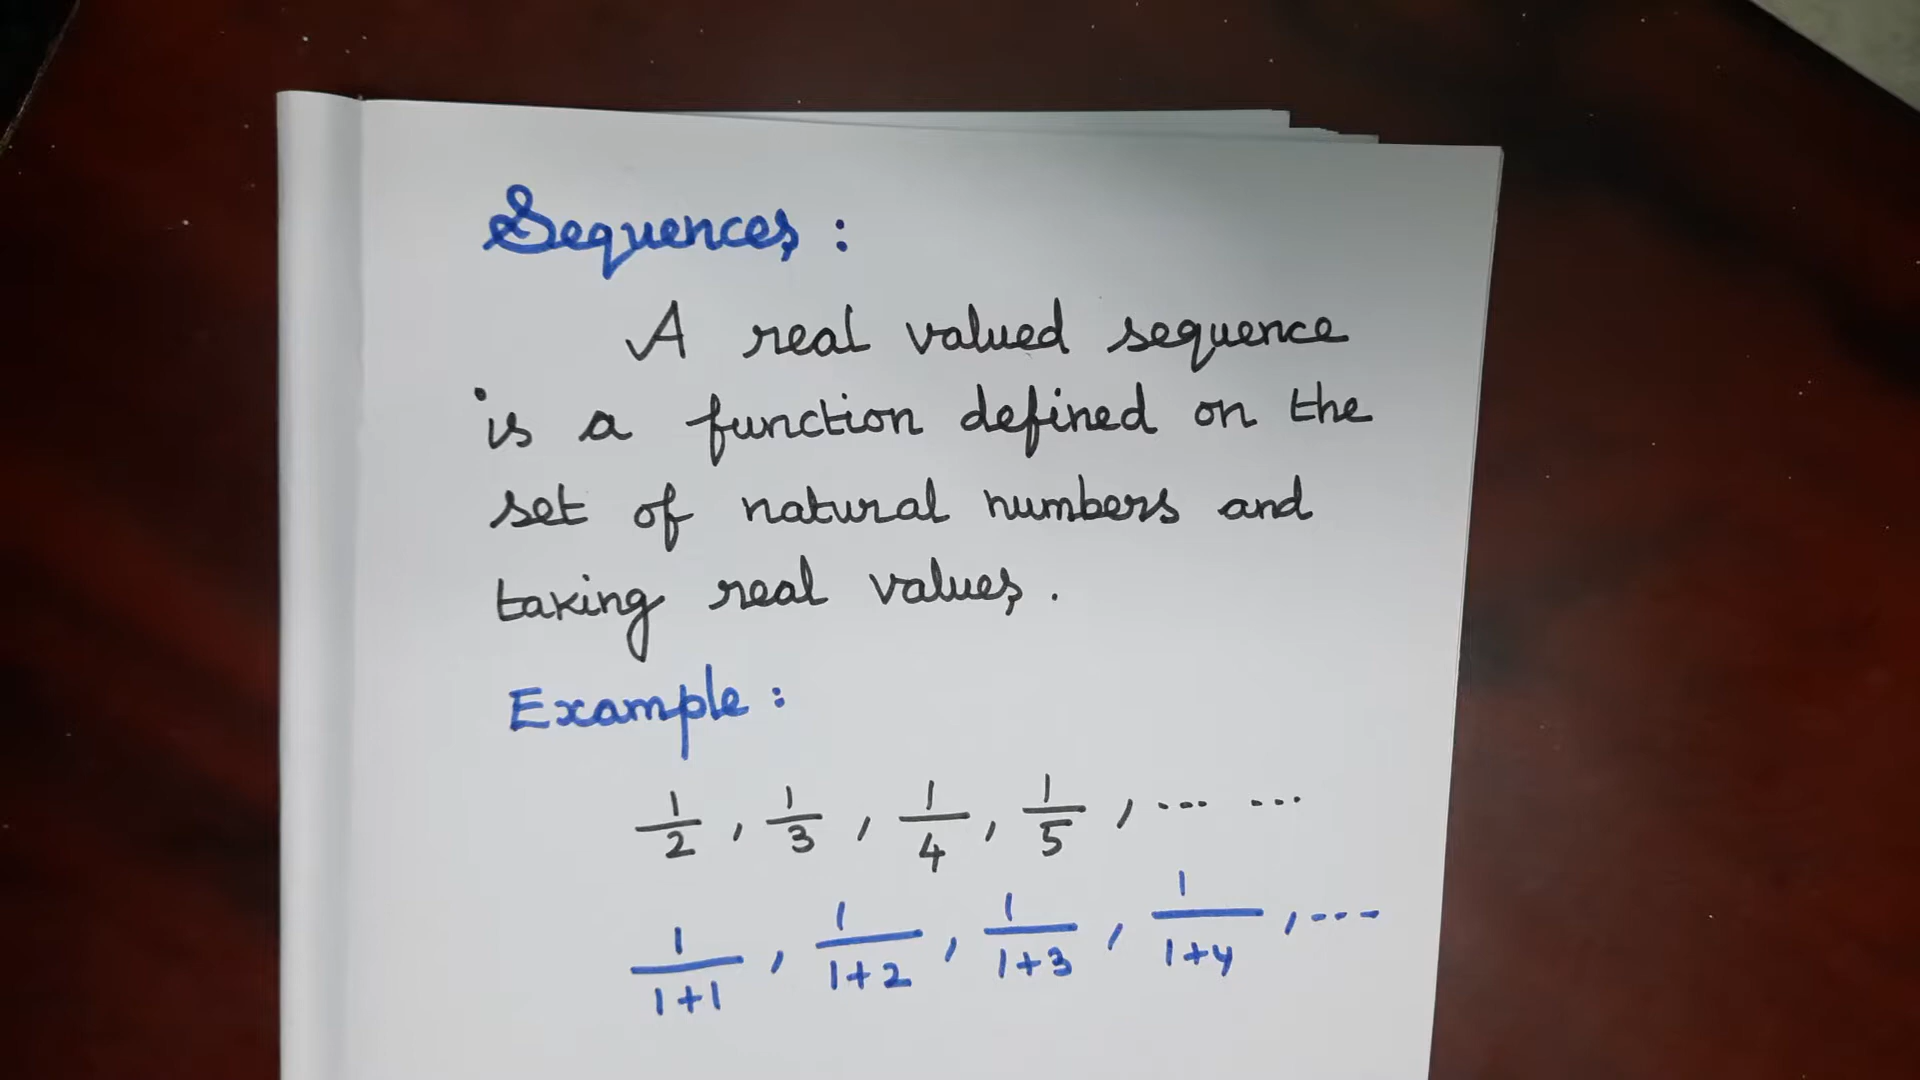 Sequences :
A real valued sequence
is a function defined on the
set of natural numbers and
taking real values .
Example :
1/2 , 1/3 , 1/4 , 1/5 , ... ...
1/(1+1) , 1/(1+2) , 1/(1+3) , 1/(1+4) , ...